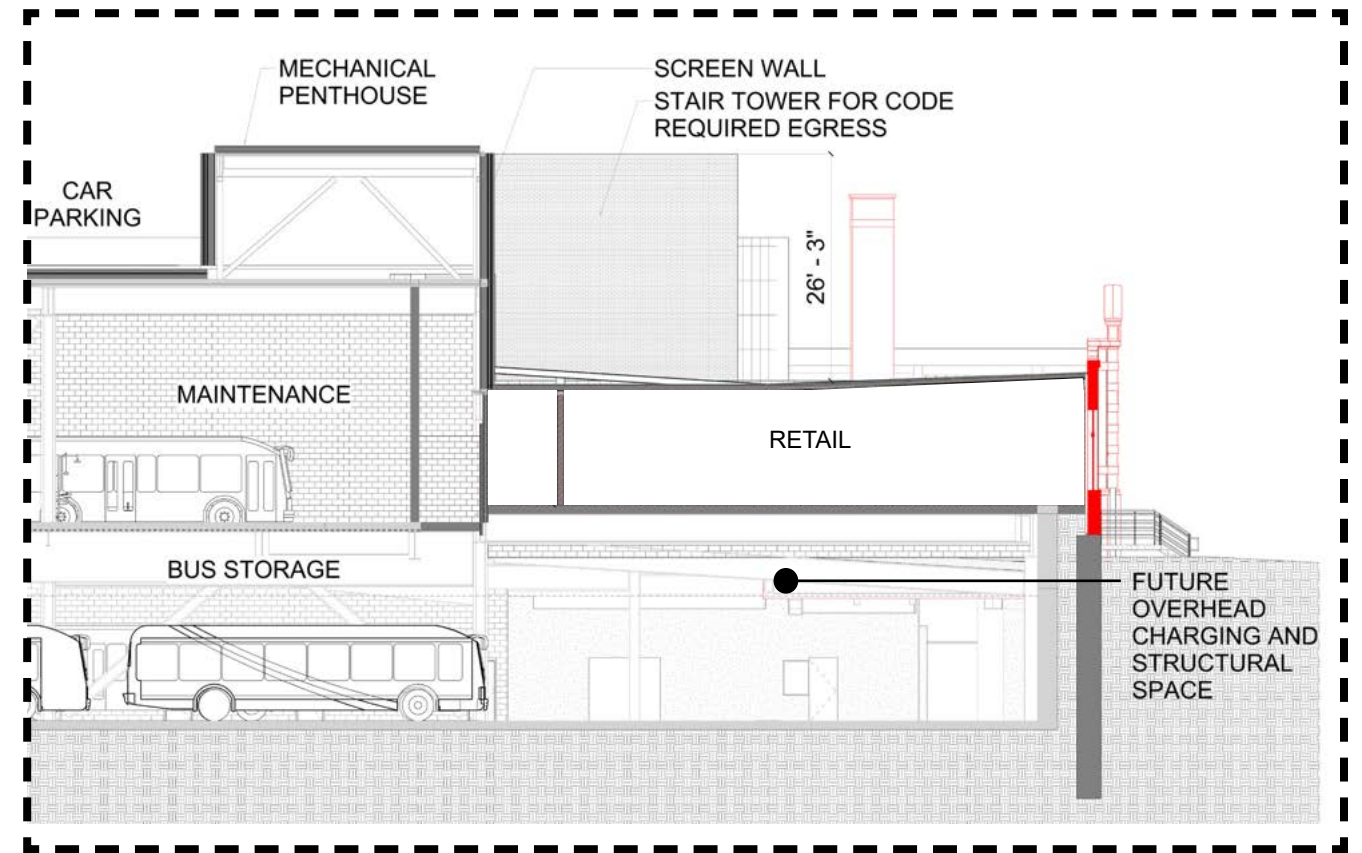 MECHANICAL
PENTHOUSE
SCREEN WALL
STAIR TOWER FOR CODE
REQUIRED EGRESS
CAR
PARKING
26' - 3"
MAINTENANCE
RETAIL
BUS STORAGE
FUTURE
OVERHEAD
CHARGING AND
STRUCTURAL
SPACE